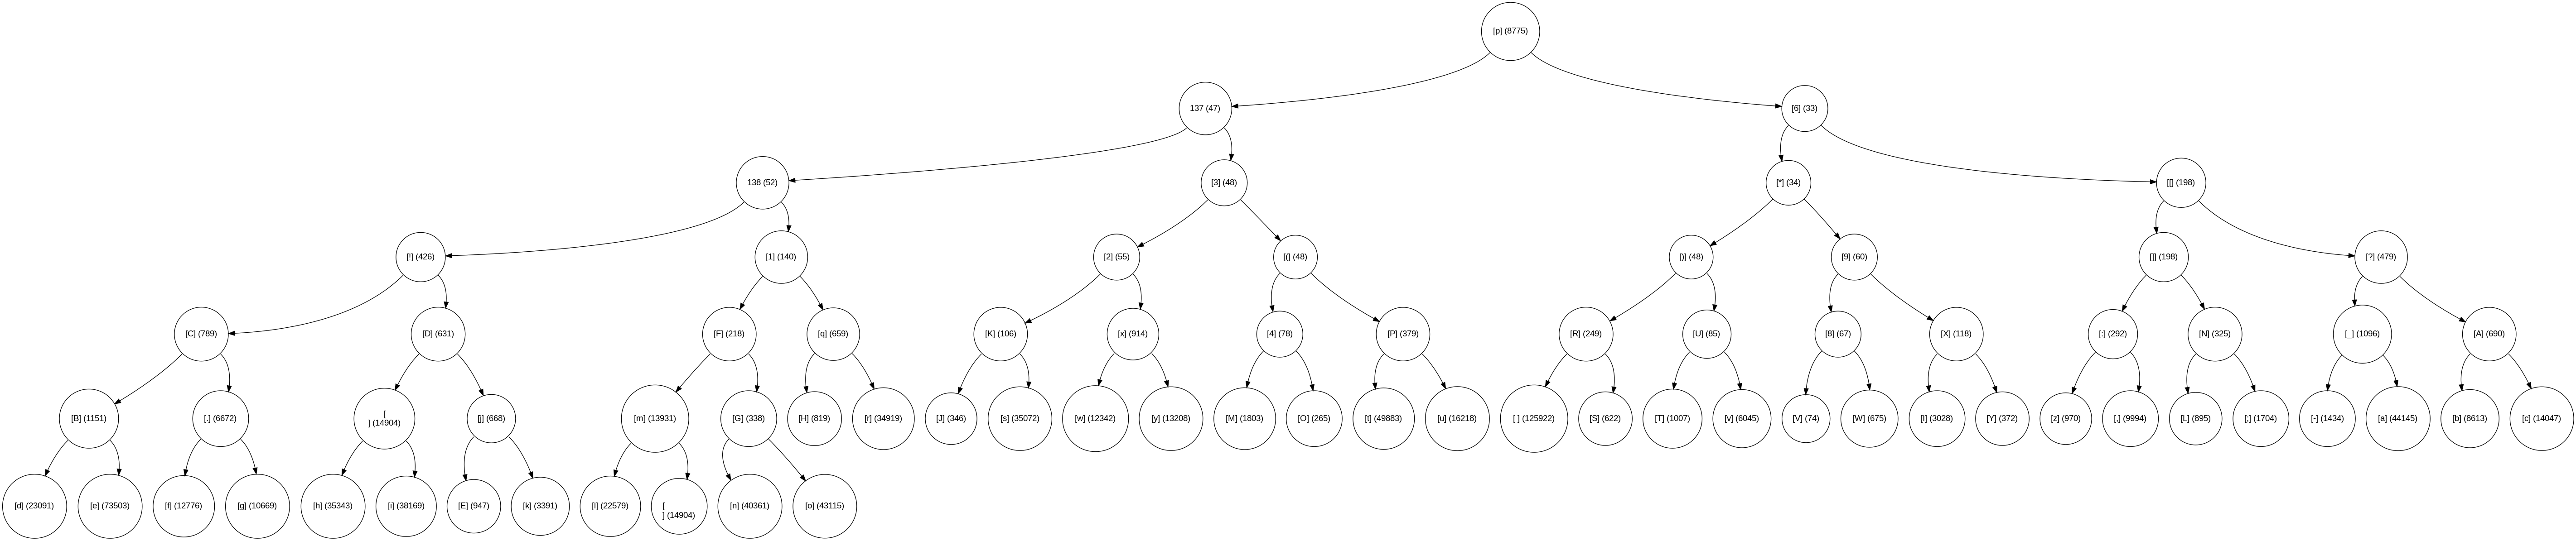 [p] (8775)
137 (47)
[6] (33)
138 (52)
[3] (48)
[*] (34)
[[] (198)
[!] (426)
[1] (140)
[2] (55)
[(] (48)
[)] (48)
[9] (60)
[]] (198)
[?] (479)
[C] (789)
[D] (631)
[F] (218)
[q] (659)
[K] (106)
[x] (914)
[4] (78)
[P] (379)
[R] (249)
[U] (85)
[8] (67)
[X] (118)
[:] (292)
[N] (325)
[_] (1096)
[A] (690)
[B] (1151)
[.] (6672)
[
] (14904)
[j] (668)
[m] (13931)
[G] (338)
[H] (819)
[r] (34919)
[J] (346)
[s] (35072)
[w] (12342)
[y] (13208)
[M] (1803)
[O] (265)
[t] (49883)
[u] (16218)
[ ] (125922)
[S] (622)
[T] (1007)
[v] (6045)
[V] (74)
[W] (675)
[I] (3028)
[Y] (372)
[z] (970)
[,] (9994)
[L] (895)
[;] (1704)
[-] (1434)
[a] (44145)
[b] (8613)
[c] (14047)
[d] (23091)
[e] (73503)
[f] (12776)
[g] (10669)
[h] (35343)
[i] (38169)
[E] (947)
[k] (3391)
[l] (22579)
[
] (14904)
[n] (40361)
[o] (43115)